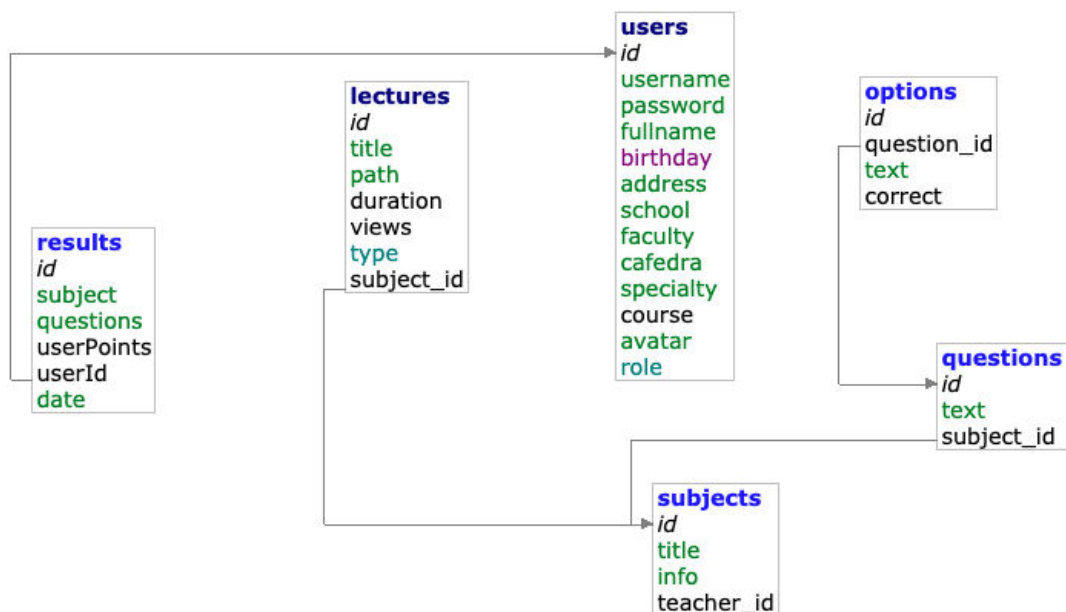 users
id
username
password
fullname
birthday
address
school
faculty
cafedra
specialty
course
avatar
role
lectures
id
title
path
duration
views
type
subject_id
options
id
question_id
text
correct
results
id
subject
questions
userPoints
userId
date
questions
id
text
subject_id
subjects
id
title
info
teacher_id